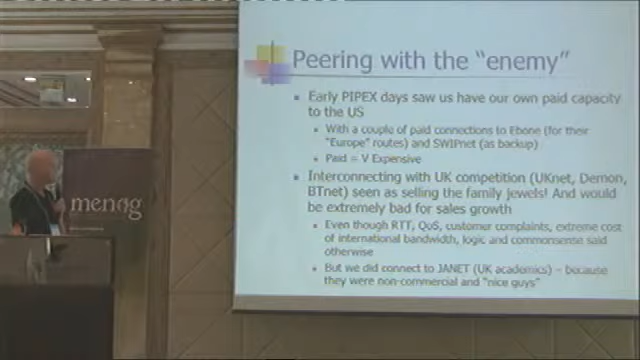 Peering with the "enemy"
Early PIPEX days saw us have our own paid capacity
to the US
With a couple of paid connections to Ebone (for their
"Europe" routes) and SWIPnet (as backup)
Paid = V Expensive
Interconnecting with UK competition (UKnet, Demon,
BTnet) seen as selling the family jewels! And would
be extremely bad for sales growth
Even though RTT, QoS, customer complaints, extreme cost
of international bandwidth, logic and commonsense said
otherwise
But we did connect to JANET (UK academics) – because
they were non-commercial and "nice guys"
menog